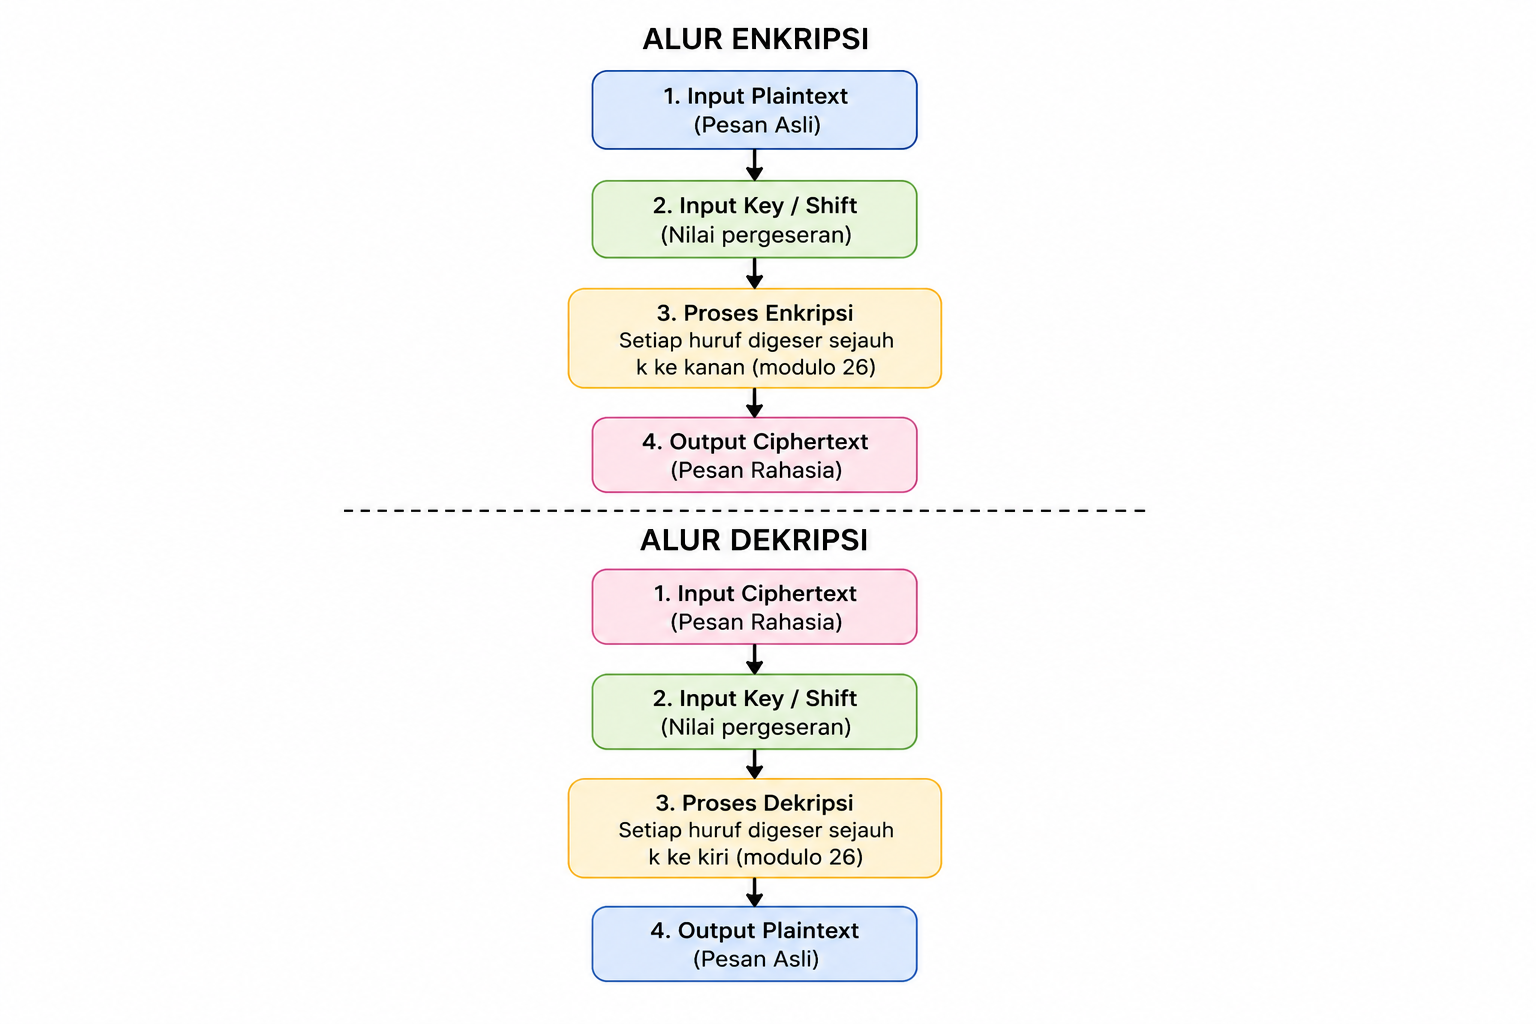 ALUR ENKRIPSI
1. Input Plaintext
(Pesan Asli)
2. Input Key / Shift
(Nilai pergeseran)
3. Proses Enkripsi
Setiap huruf digeser sejauh
k ke kanan (modulo 26)
4. Output Ciphertext
(Pesan Rahasia)
ALUR DEKRIPSI
1. Input Ciphertext
(Pesan Rahasia)
2. Input Key / Shift
(Nilai pergeseran)
3. Proses Dekripsi
Setiap huruf digeser sejauh
k ke kiri (modulo 26)
4. Output Plaintext
(Pesan Asli)